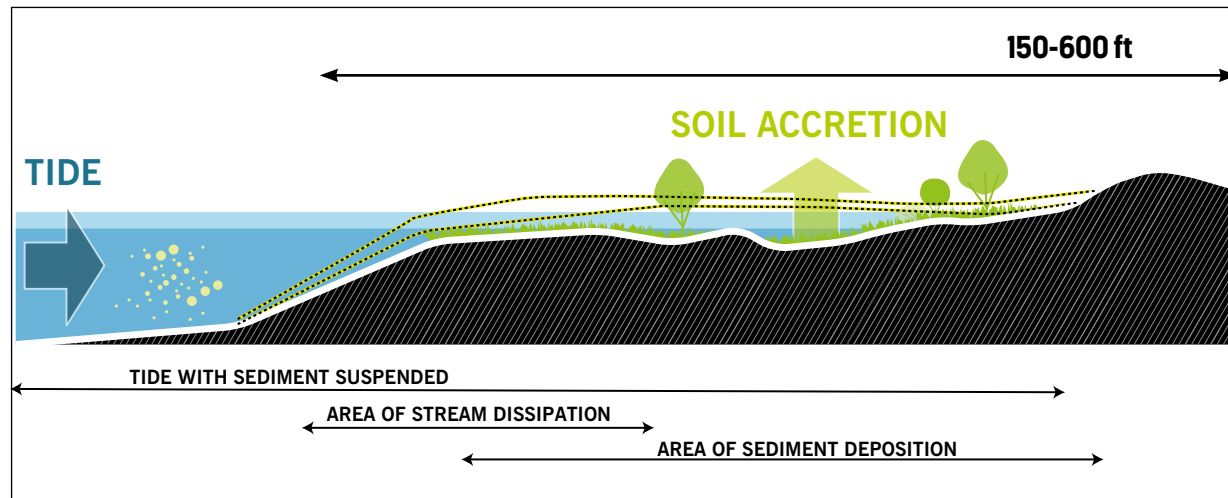 150-600 ft
SOIL ACCRETION
TIDE
TIDE WITH SEDIMENT SUSPENDED
AREA OF STREAM DISSIPATION
AREA OF SEDIMENT DEPOSITION